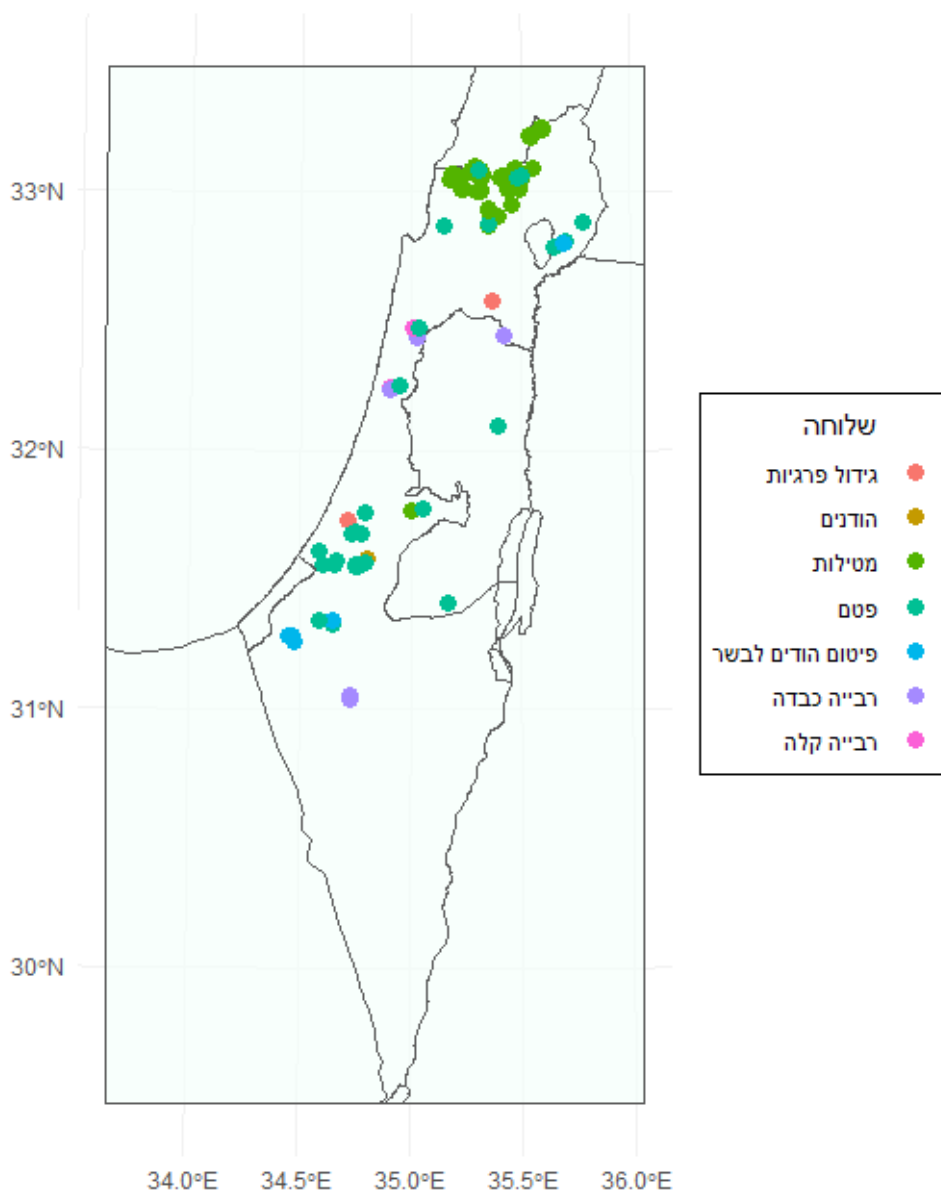 33°N
32°N
31°N
30°N
34.0°E 34.5°E 35.0°E 35.5°E 36.0°E
שלוחה
גידול פרגיות
הודנים
מטילות
פטם
פיטום הודים לבשר
רבייה כבדה
רבייה קלה